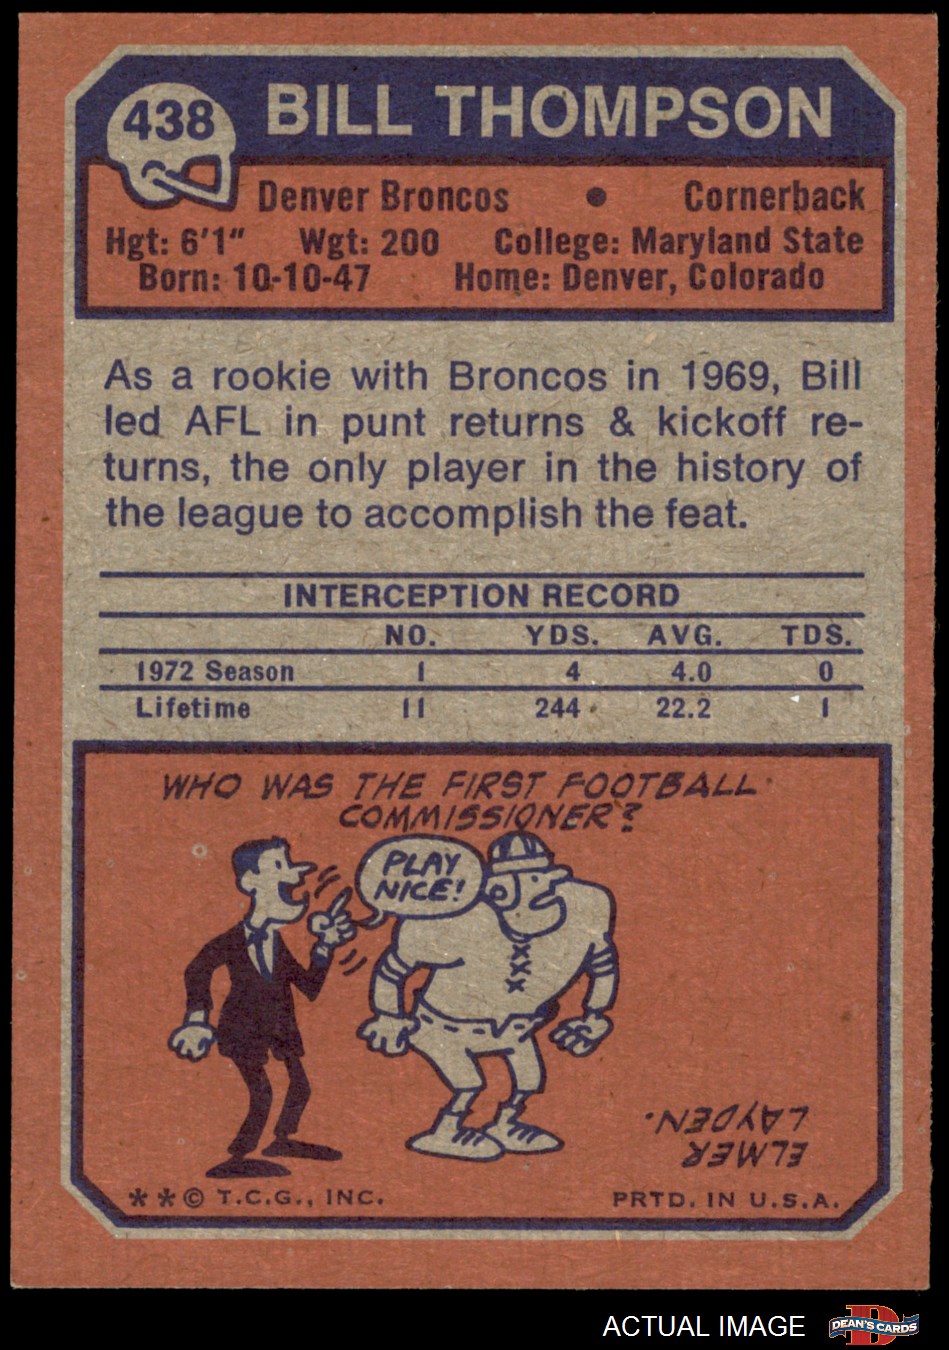 438 BILL THOMPSON
Denver Broncos • Cornerback
Hgt: 6'1" Wgt: 200 College: Maryland State
Born: 10-10-47 Home: Denver, Colorado
As a rookie with Broncos in 1969, Bill
led AFL in punt returns & kickoff re-
turns, the only player in the history of
the league to accomplish the feat.
INTERCEPTION RECORD
NO. YDS. AVG. TDS.
1972 Season 1 4 4.0 0
Lifetime 11 244 22.2 1
WHO WAS THE FIRST FOOTBALL
COMMISSIONER?
PLAY
NICE!
ELMER
LAYDEN.
**© T.C.G., INC. PRTD. IN U.S.A.
ACTUAL IMAGE DEAN'S CARDS